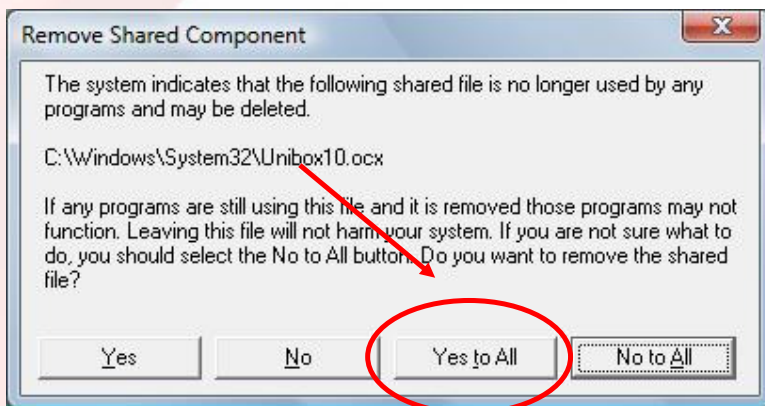 Remove Shared Component
The system indicates that the following shared file is no longer used by any
programs and may be deleted.
C:\Windows\System32\Unibox10.ocx
If any programs are still using this file and it is removed those programs may not
function. Leaving this file will not harm your system. If you are not sure what to
do, you should select the No to All button. Do you want to remove the shared
file?
Yes
No
Yes to All
No to All